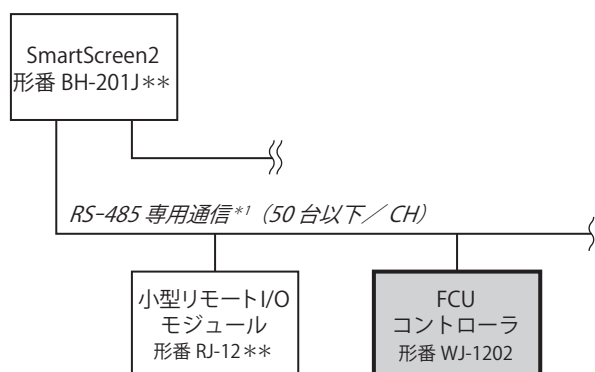 SmartScreen2
形番 BH-201J＊＊
RS-485 専用通信*1（50 台以下／CH）
小型リモートI/O
モジュール
形番 RJ-12＊＊
FCU
コントローラ
形番 WJ-1202